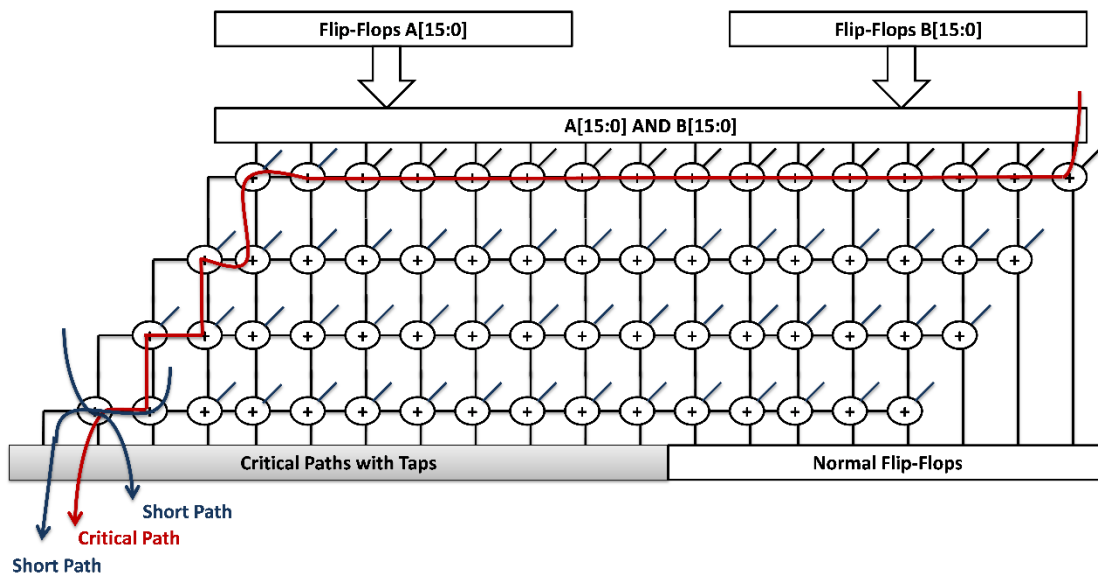 Flip-Flops A[15:0]
Flip-Flops B[15:0]
A[15:0] AND B[15:0]
+ + + + + + + + + + + + + + + +
+ + + + + + + + + + + + + + + +
+ + + + + + + + + + + + + + + +
+ + + + + + + + + + + + + + + +
Critical Paths with Taps
Normal Flip-Flops
Short Path
Critical Path
Short Path